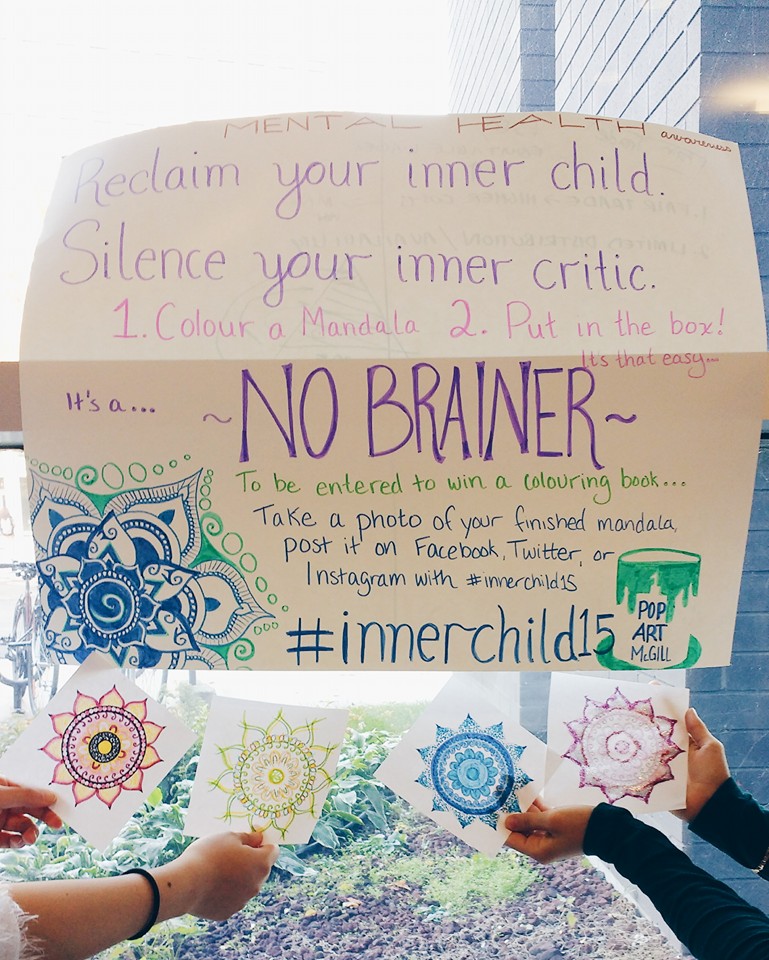 MENTAL HEALTH awareness
Reclaim your inner child.
Silence your inner critic.
1. Colour a Mandala 2. Put in the box!
It's that easy...
It's a... ~NO BRAINER~
To be entered to win a colouring book...
Take a photo of your finished mandala,
post it on Facebook, Twitter, or
Instagram with #innerchild15
#innerchild15
POP
ART
McGILL